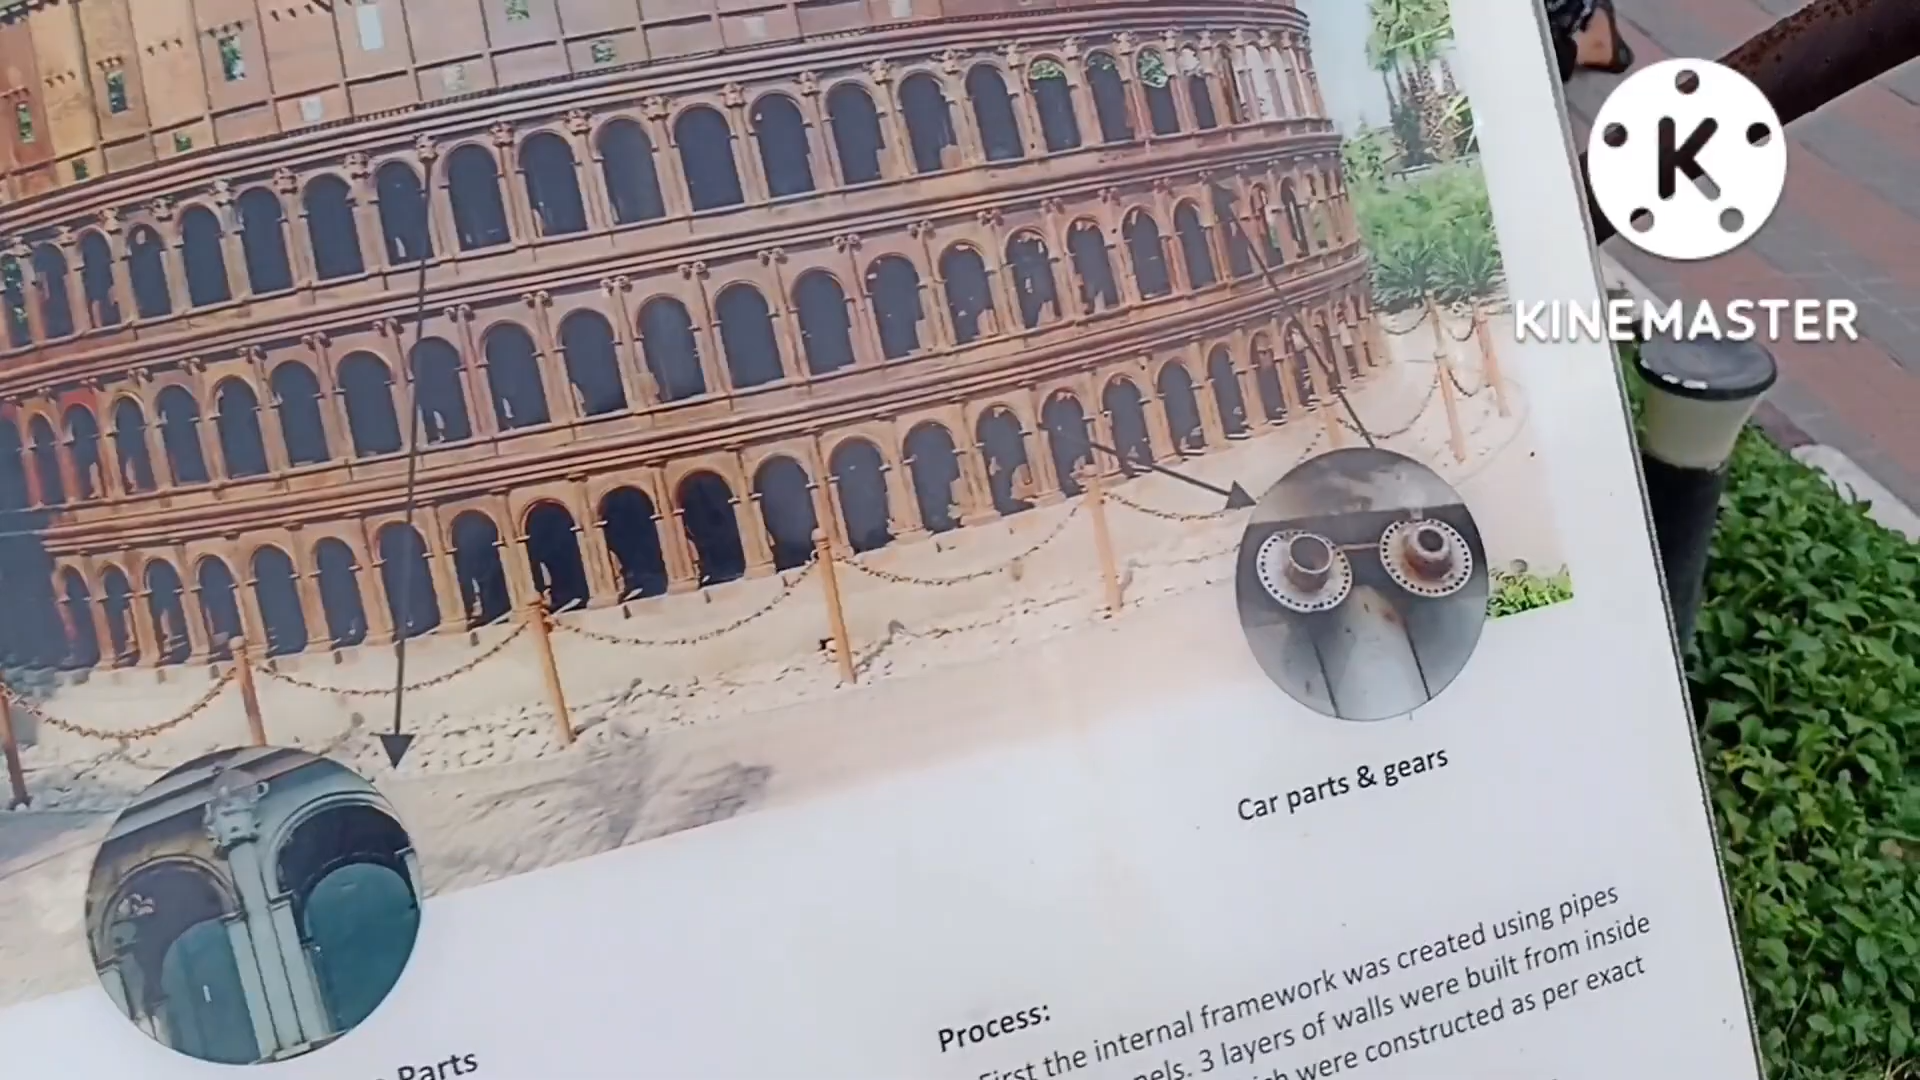 K
KINEMASTER
Car parts & gears
Parts
Process:
First the internal framework was created using pipes
3 layers of walls were built from inside
were constructed as per exact